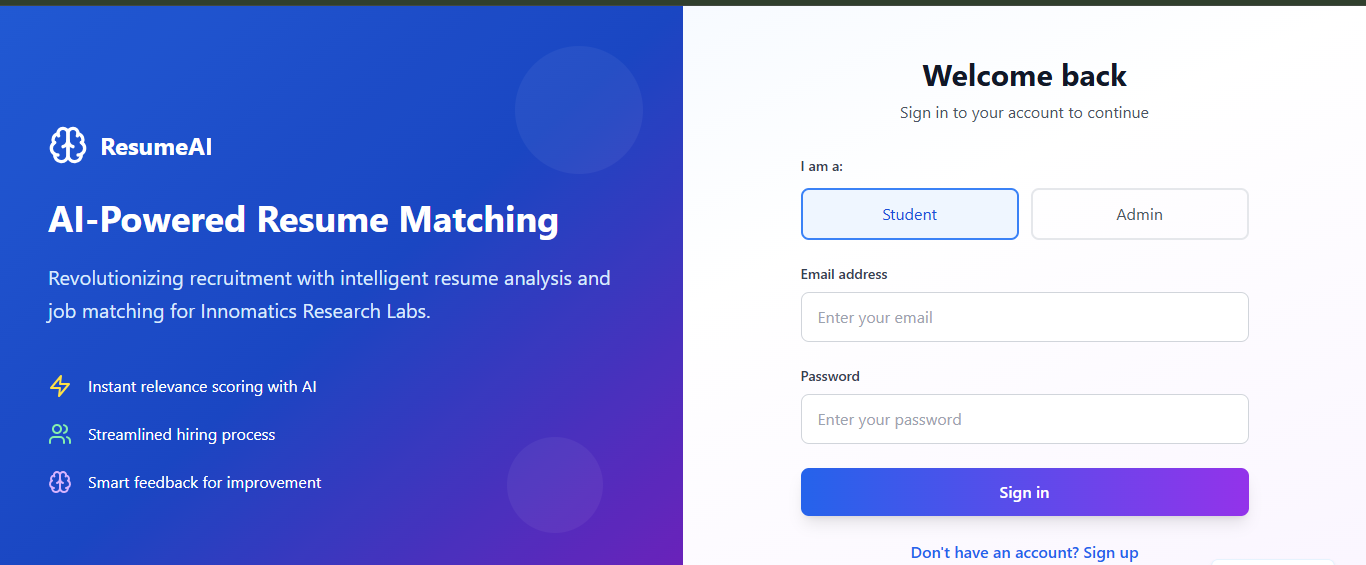 ResumeAI
AI-Powered Resume Matching
Revolutionizing recruitment with intelligent resume analysis and
job matching for Innomatics Research Labs.
Instant relevance scoring with AI
Streamlined hiring process
Smart feedback for improvement
Welcome back
Sign in to your account to continue
I am a:
Student
Admin
Email address
Enter your email
Password
Enter your password
Sign in
Don't have an account? Sign up